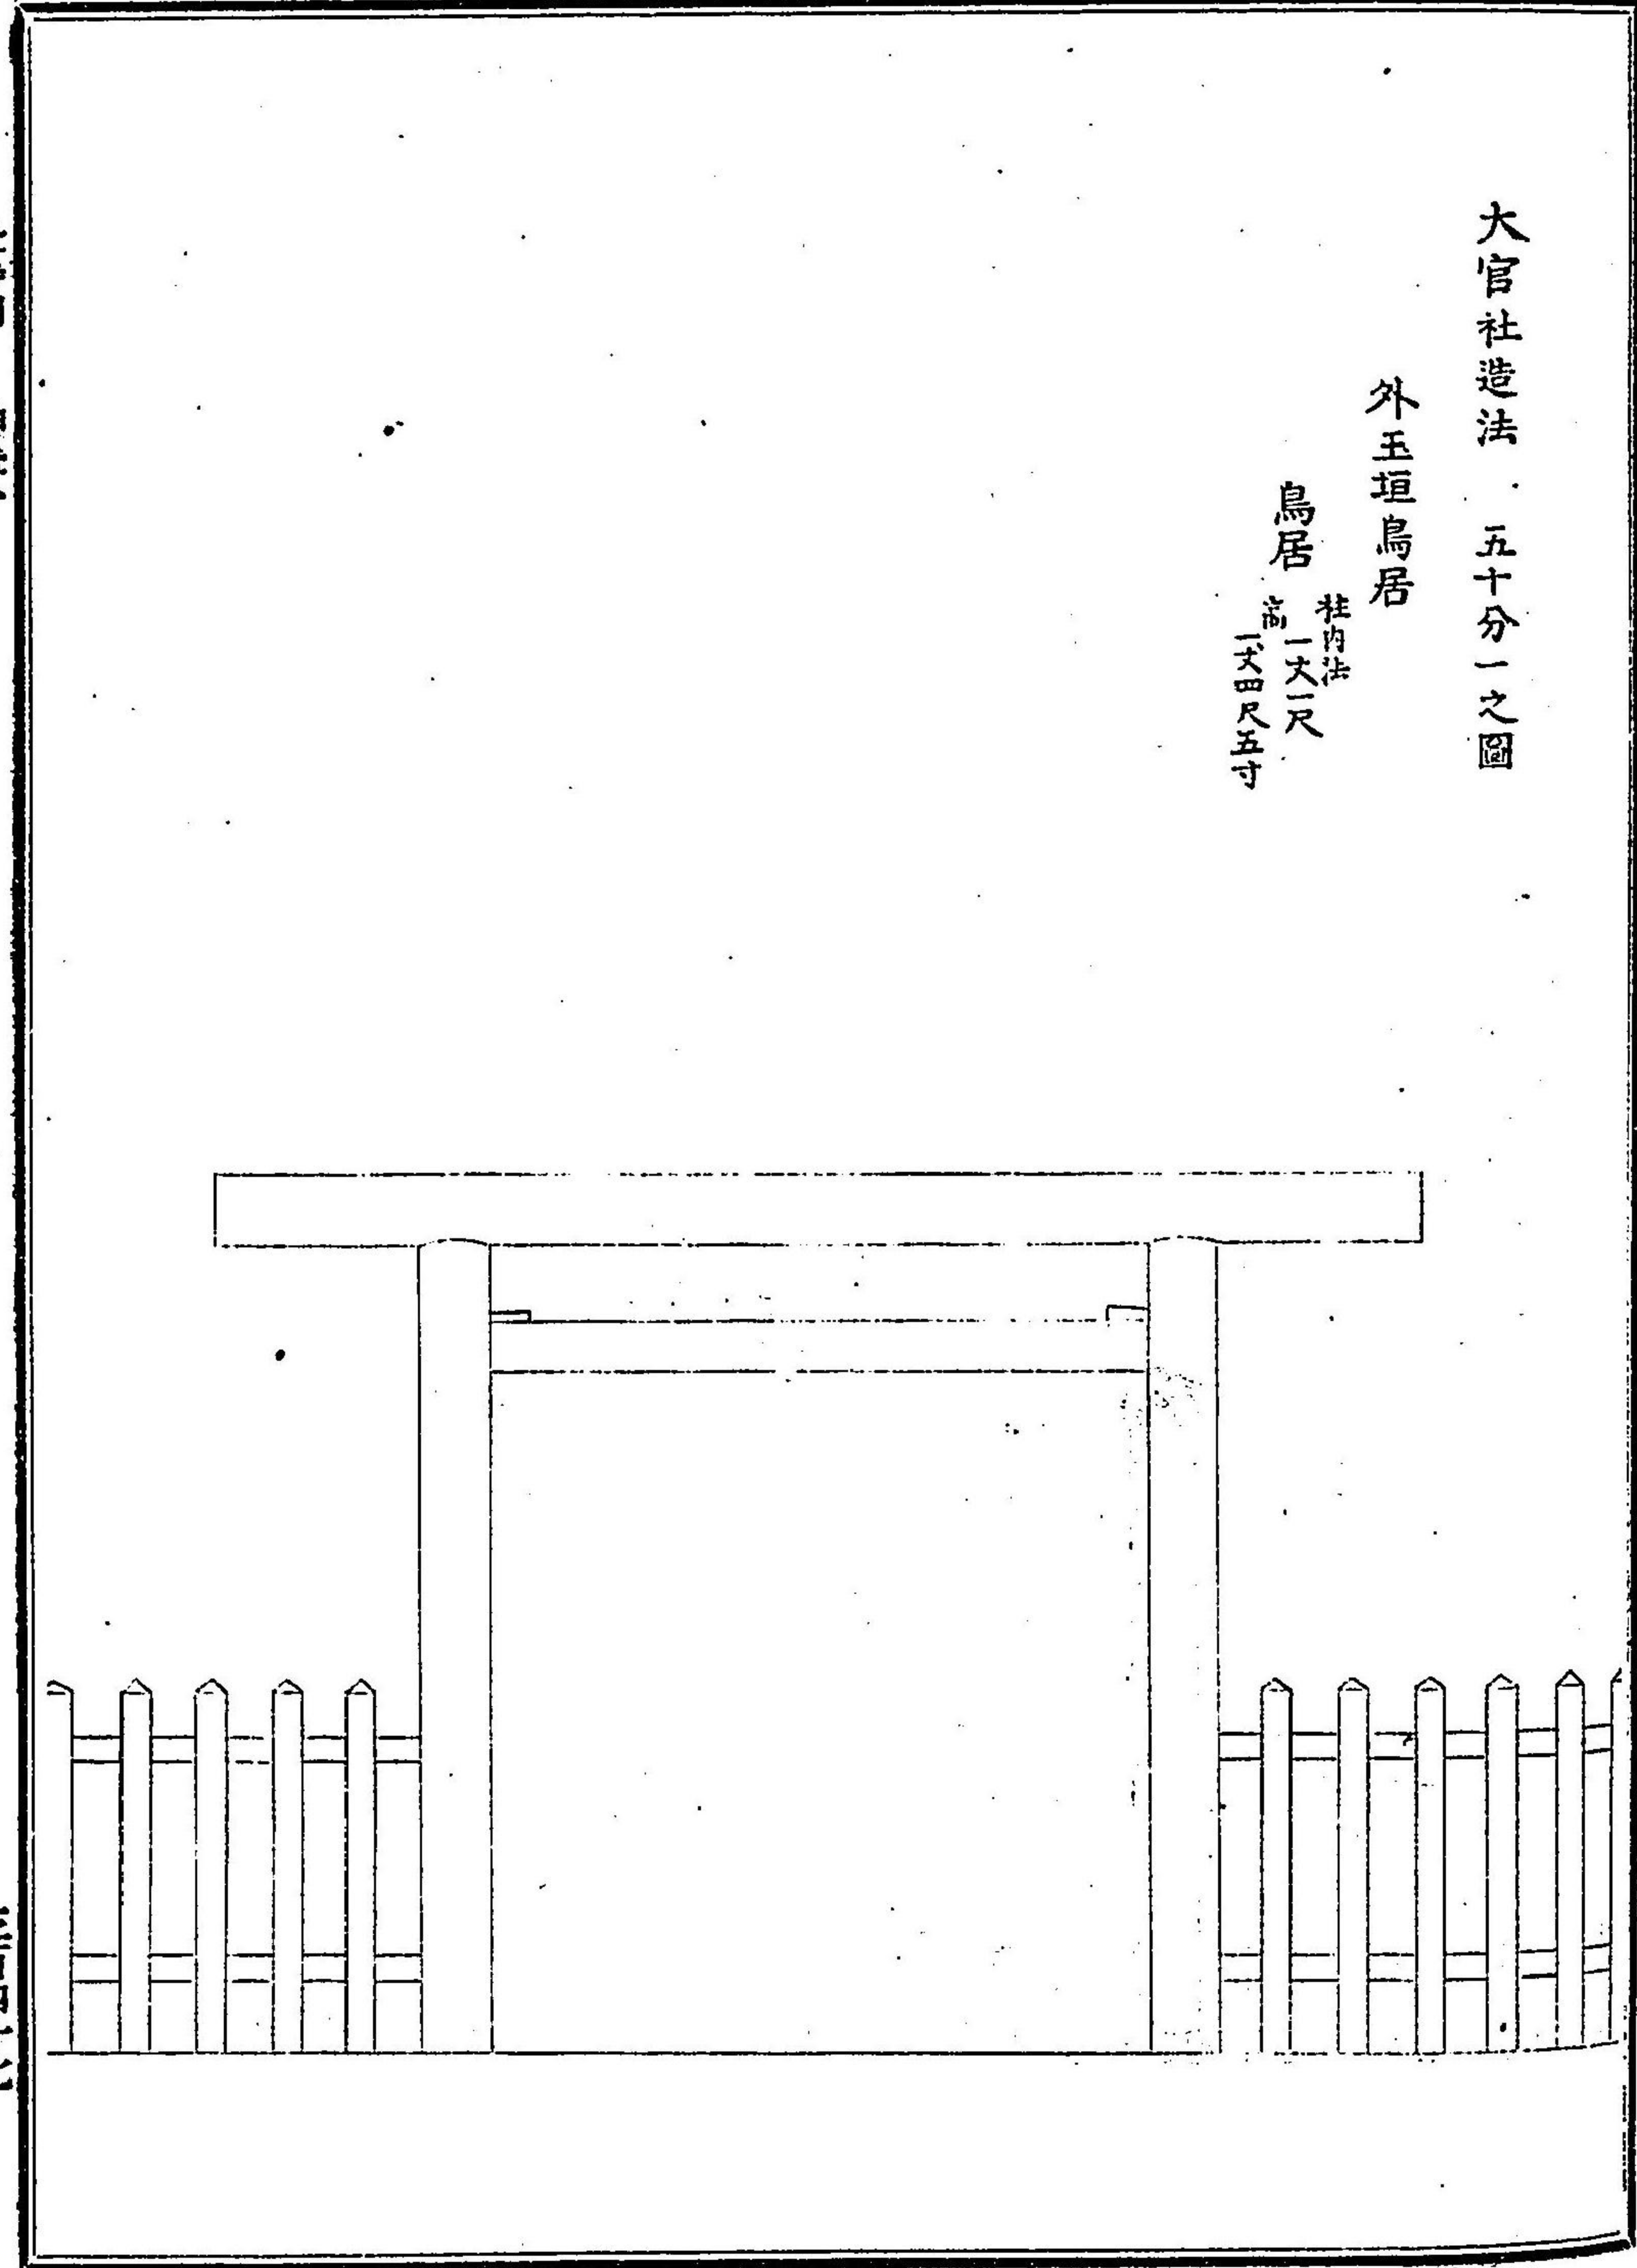 大官社造法 五十分一之圖
外玉垣鳥居
鳥居
柱内法
一丈一尺
高
一丈四尺五寸